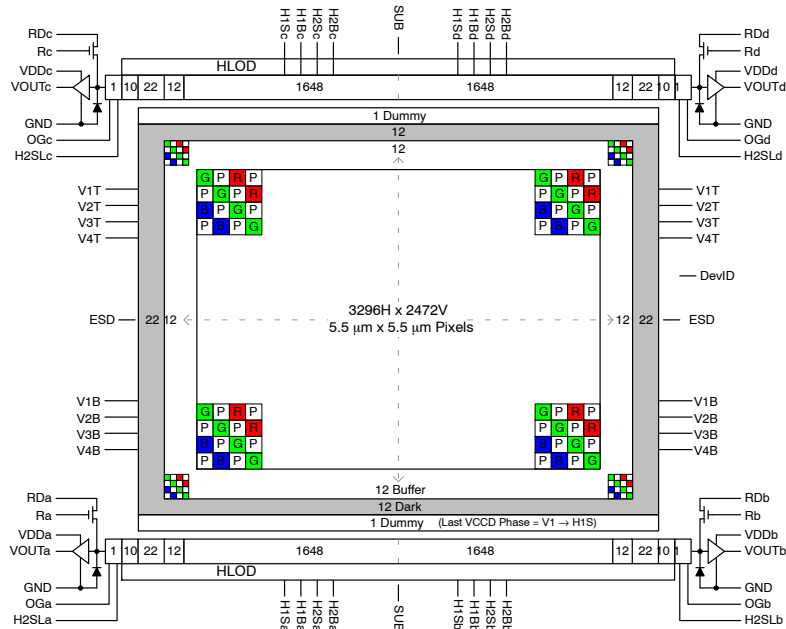 H1Sc H1Bc H2Sc H2Bc SUB H1Sd H1Bd H2Sd H2Bd
RDc RDd
Rc Rd
HLOD
VDDc VDDd
VOUTc 1 10 22 12 1648 1648 12 22 10 1 VOUTd
GND 1 Dummy GND
12
OGc OGd
12
H2SLc H2SLd
G P R P G P R P
V1T P G P R P G P R V1T
V2T B P G P B P G P V2T
V3T P B P G P B P G V3T
V4T V4T
DevID
3296H x 2472V
ESD 22 12 12 22 ESD
5.5 μm x 5.5 μm Pixels
V1B V1B
G P R P G P R P
V2B P G P R P G P R V2B
V3B B P G P B P G P V3B
V4B P B P G P B P G V4B
12 Buffer
RDa RDb
12 Dark
Ra Rb
1 Dummy (Last VCCD Phase = V1 → H1S)
VDDa VDDb
VOUTa 1 10 22 12 1648 1648 12 22 10 1 VOUTb
HLOD
GND GND
OGa OGb
H2SLa H2SLb
H1Sa H1Ba H2Sa H2Ba SUB H1Sb H1Bb H2Sb H2Bb